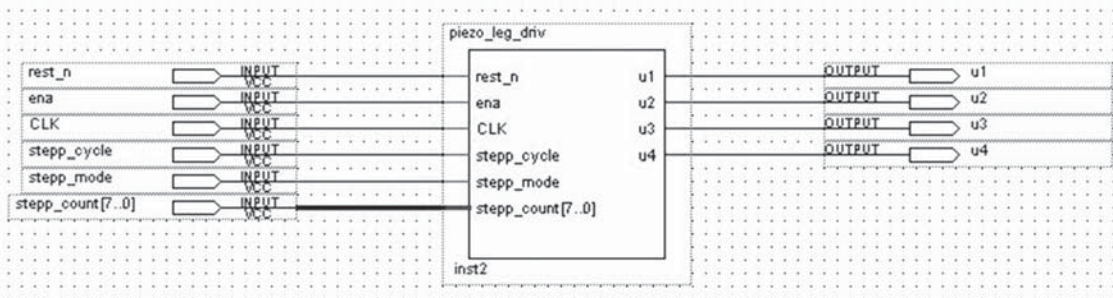 piezo_leg_driv
rest_n INPUT VCC rest_n u1 OUTPUT u1
ena INPUT VCC ena u2 OUTPUT u2
CLK INPUT VCC CLK u3 OUTPUT u3
stepp_cycle INPUT VCC stepp_cycle u4 OUTPUT u4
stepp_mode INPUT VCC stepp_mode
stepp_count[7..0] INPUT VCC stepp_count[7..0]
inst2